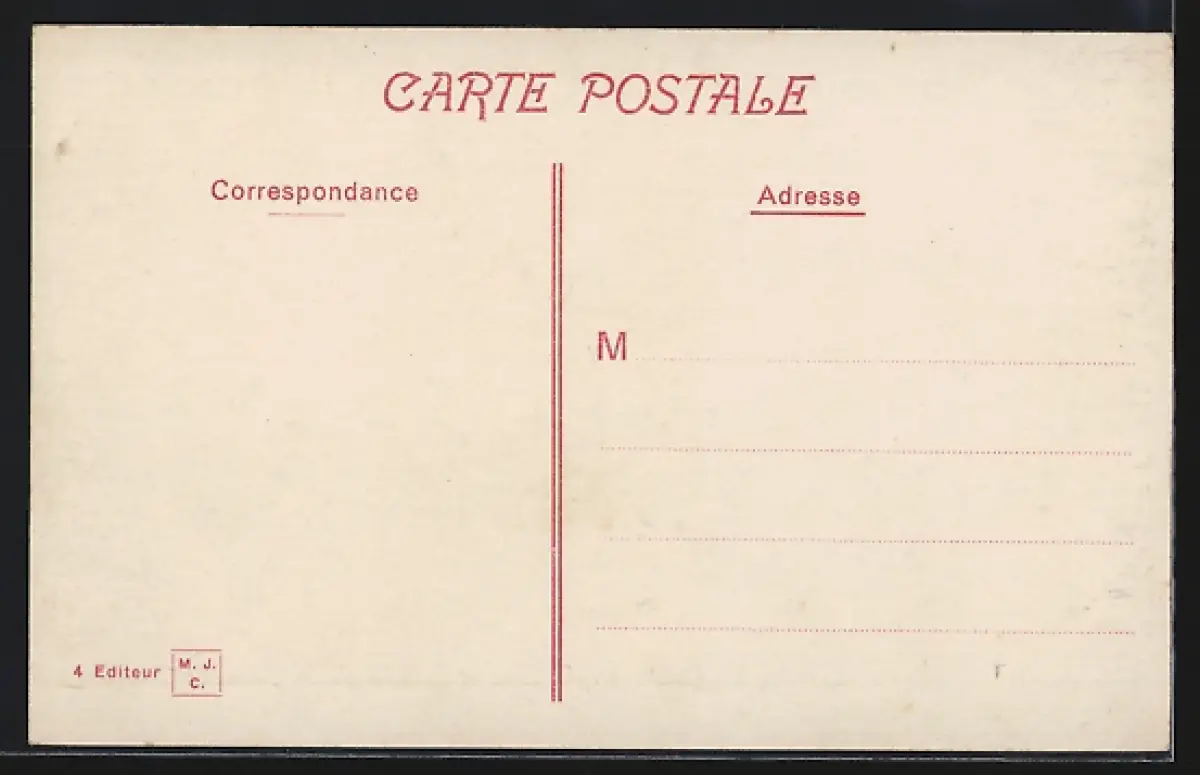 CARTE POSTALE
Correspondance
Adresse
M
4 Editeur M. J.
C.